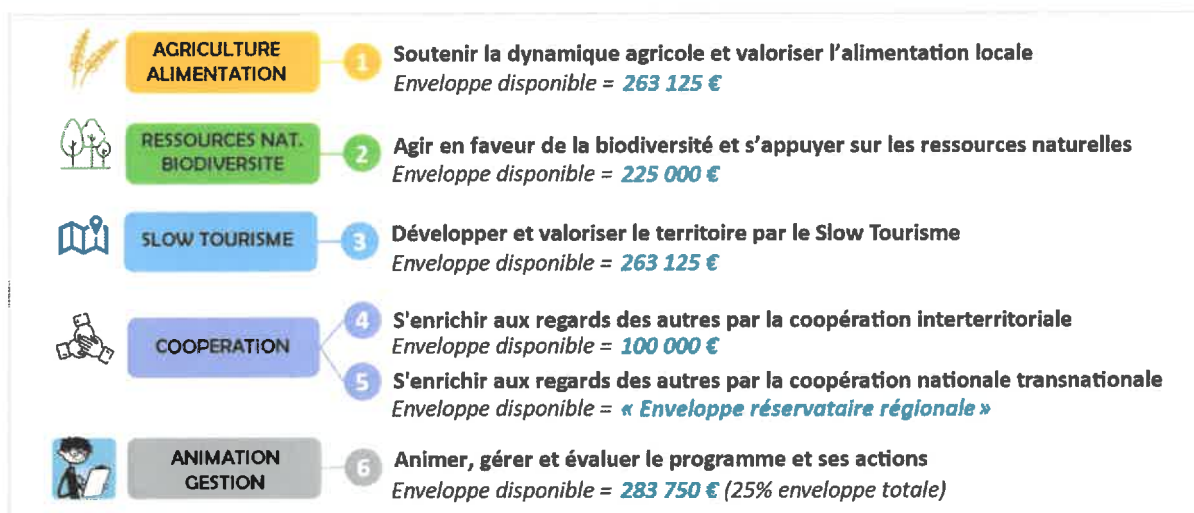 AGRICULTURE
ALIMENTATION
1
Soutenir la dynamique agricole et valoriser l'alimentation locale
Enveloppe disponible = 263 125 €
RESSOURCES NAT.
BIODIVERSITE
2
Agir en faveur de la biodiversité et s'appuyer sur les ressources naturelles
Enveloppe disponible = 225 000 €
SLOW TOURISME
3
Développer et valoriser le territoire par le Slow Tourisme
Enveloppe disponible = 263 125 €
COOPERATION
4
S'enrichir aux regards des autres par la coopération interterritoriale
Enveloppe disponible = 100 000 €
5
S'enrichir aux regards des autres par la coopération nationale transnationale
Enveloppe disponible = « Enveloppe réservataire régionale »
ANIMATION
GESTION
6
Animer, gérer et évaluer le programme et ses actions
Enveloppe disponible = 283 750 € (25% enveloppe totale)